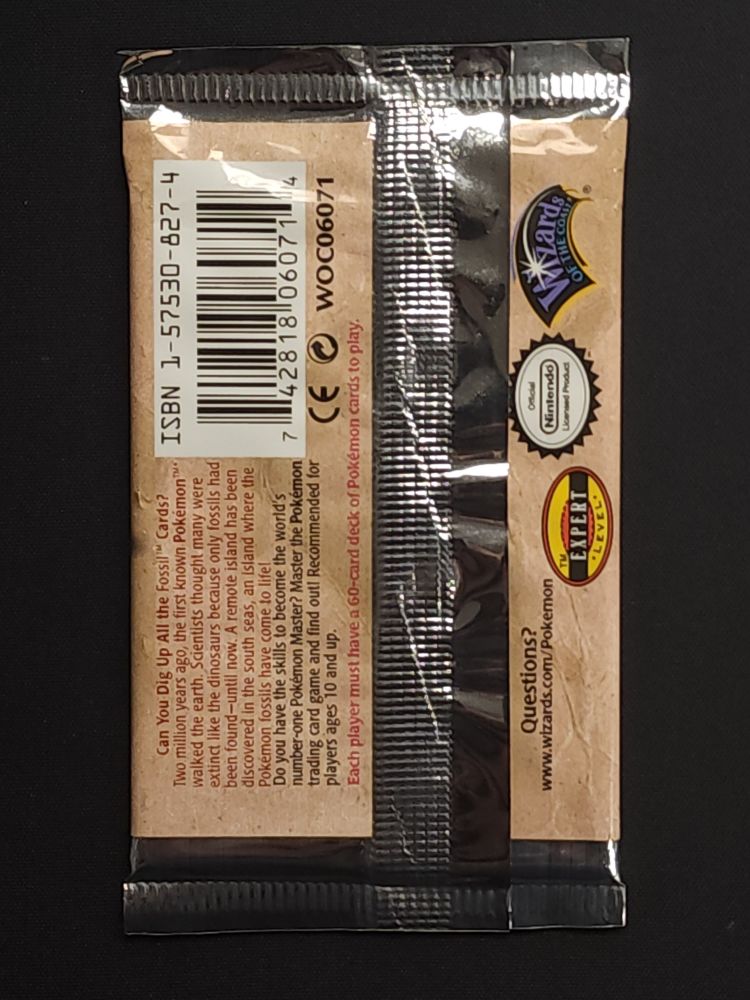 Can You Dig Up All the Fossil™ Cards?
Two million years ago, the first known Pokémon™
walked the earth. Scientists thought many were
extinct like the dinosaurs because only fossils had
been found–until now. A remote island has been
discovered in the south seas, an island where the
Pokémon fossils have come to life!
Do you have the skills to become the world's
number-one Pokémon Master? Master the Pokémon
trading card game and find out! Recommended for
players ages 10 and up.
Each player must have a 60-card deck of Pokémon cards to play.
ISBN 1-57530-827-4
7 42818 06071 4
CE WOC06071
Questions?
www.wizards.com/Pokemon
TM
EXPERT
LEVEL
Official
Nintendo
Licensed Product
Wizards
OF THE COAST
®